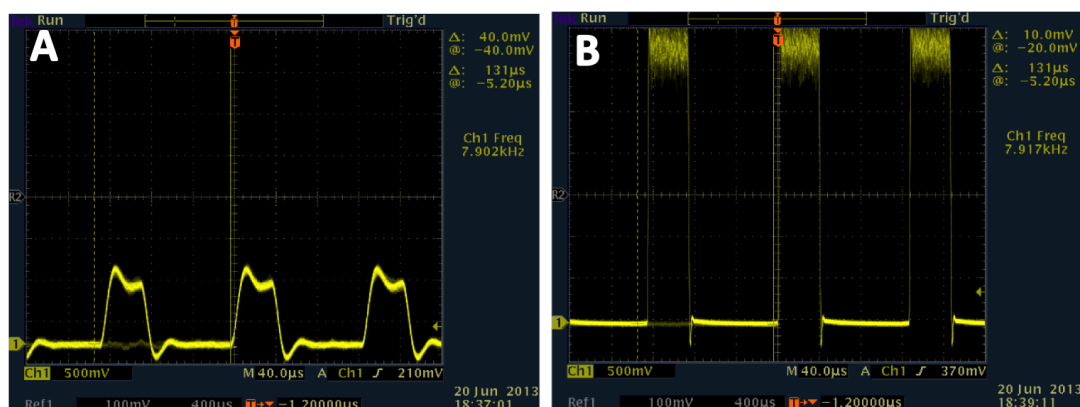 A
Run
Trig'd
Δ: 40.0mV
@: -40.0mV
Δ: 131µs
@: -5.20µs
Ch1 Freq
7.902kHz
R2
1
Ch1 500mV M 40.0µs A Ch1 210mV
20 Jun 2013
18:37:01
Ref1 100mV 400µs T -1.20000µs
B
Run
Trig'd
Δ: 10.0mV
@: -20.0mV
Δ: 131µs
@: -5.20µs
Ch1 Freq
7.917kHz
R2
1
Ch1 500mV M 40.0µs A Ch1 370mV
20 Jun 2013
18:39:11
Ref1 100mV 400µs T -1.20000µs